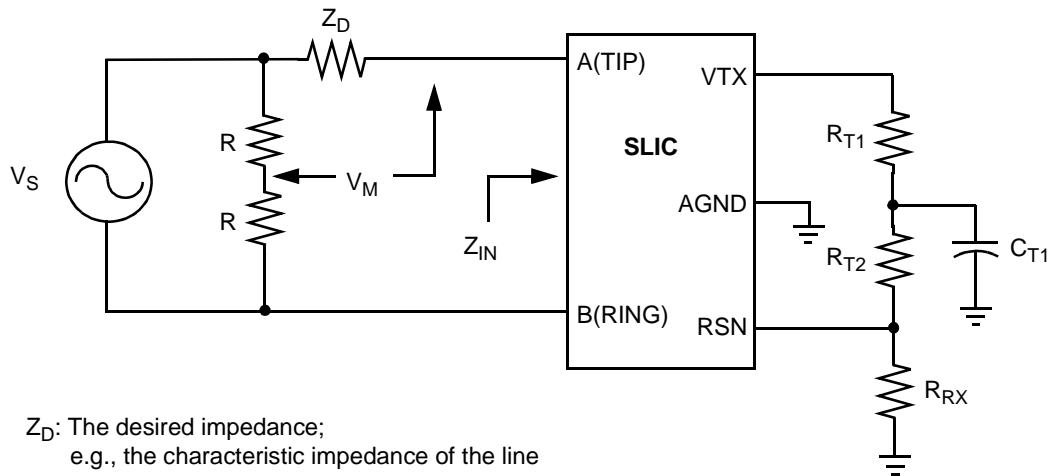 Z_D
A(TIP)
VTX
R
R_T1
SLIC
V_S
V_M
AGND
R
Z_IN
R_T2
C_T1
B(RING)
RSN
R_RX
Z_D: The desired impedance;
e.g., the characteristic impedance of the line